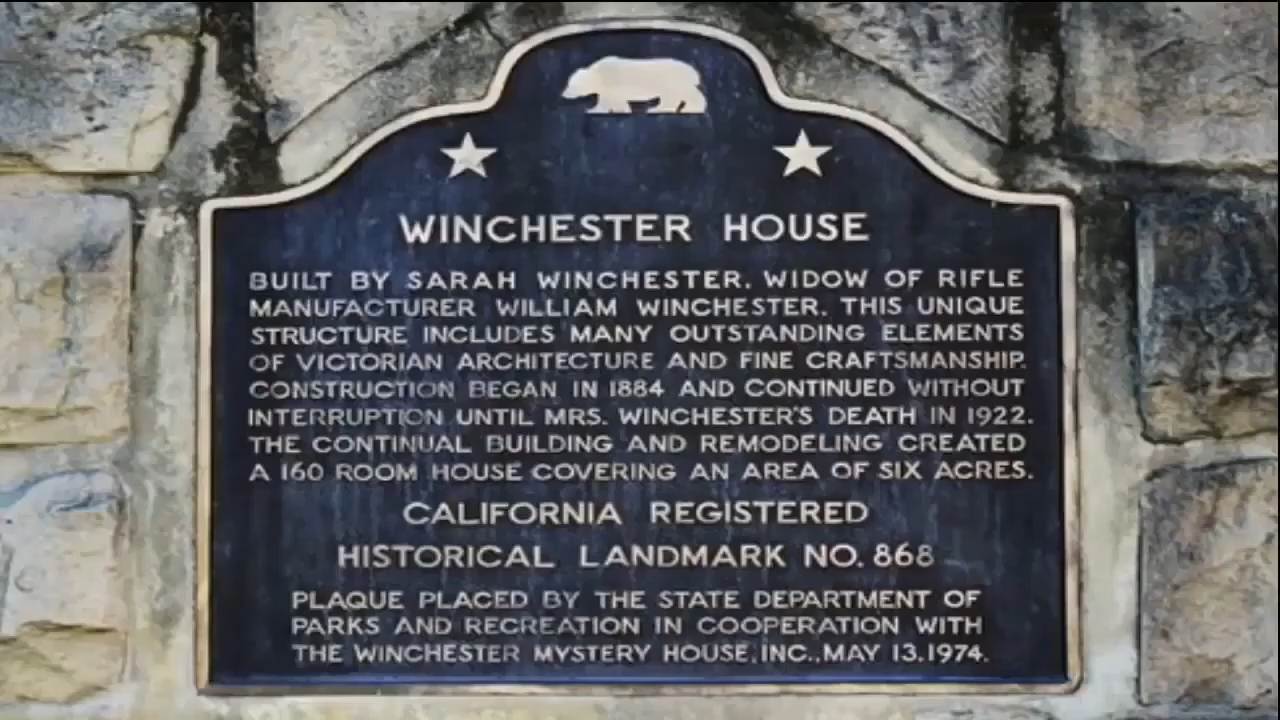 WINCHESTER HOUSE
BUILT BY SARAH WINCHESTER. WIDOW OF RIFLE
MANUFACTURER WILLIAM WINCHESTER. THIS UNIQUE
STRUCTURE INCLUDES MANY OUTSTANDING ELEMENTS
OF VICTORIAN ARCHITECTURE AND FINE CRAFTSMANSHIP.
CONSTRUCTION BEGAN IN 1884 AND CONTINUED WITHOUT
INTERRUPTION UNTIL MRS. WINCHESTER'S DEATH IN 1922.
THE CONTINUAL BUILDING AND REMODELING CREATED
A 160 ROOM HOUSE COVERING AN AREA OF SIX ACRES.
CALIFORNIA REGISTERED
HISTORICAL LANDMARK NO. 868
PLAQUE PLACED BY THE STATE DEPARTMENT OF
PARKS AND RECREATION IN COOPERATION WITH
THE WINCHESTER MYSTERY HOUSE, INC., MAY 13.1974.